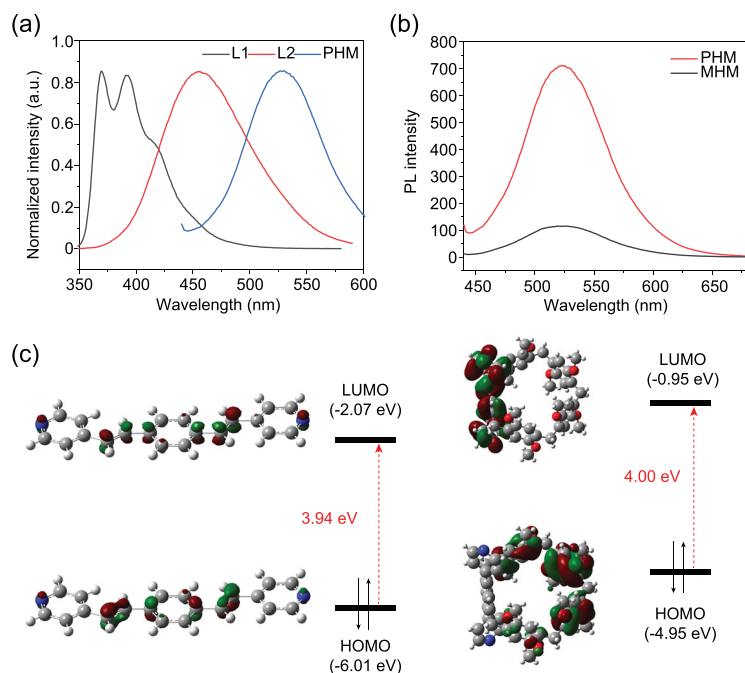 (a)
L1 L2 PHM
Normalized intensity (a.u.)
1.0
0.8
0.6
0.4
0.2
0
350 400 450 500 550 600
Wavelength (nm)
(b)
PHM
MHM
PL intensity
800
700
600
500
400
300
200
100
0
450 500 550 600 650
Wavelength (nm)
(c)
LUMO
(-2.07 eV)
3.94 eV
HOMO
(-6.01 eV)
LUMO
(-0.95 eV)
4.00 eV
HOMO
(-4.95 eV)